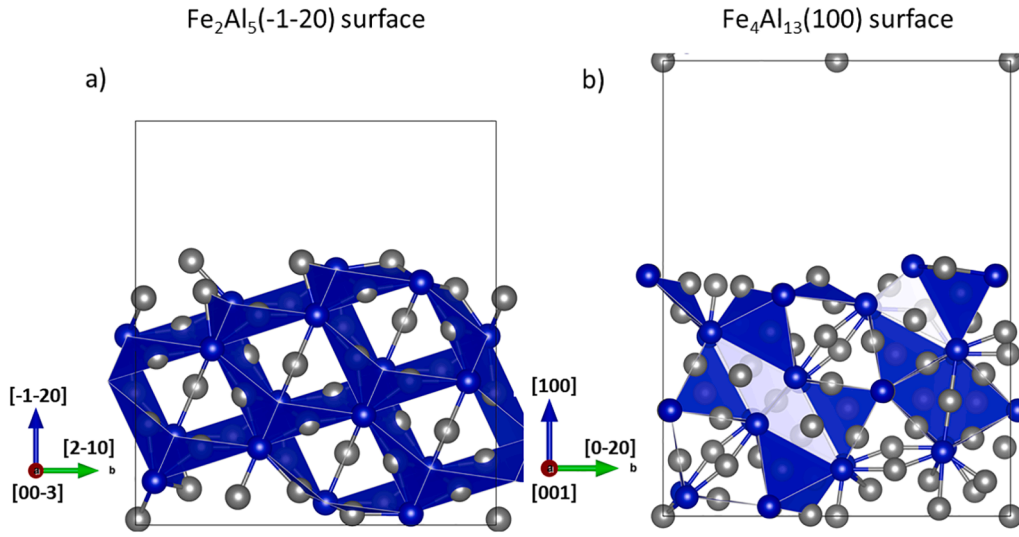 Fe₂Al₅(-1-20) surface
Fe₄Al₁₃(100) surface
a)
b)
[-1-20]
[2-10]
b
[00-3]
[100]
[0-20]
b
[001]